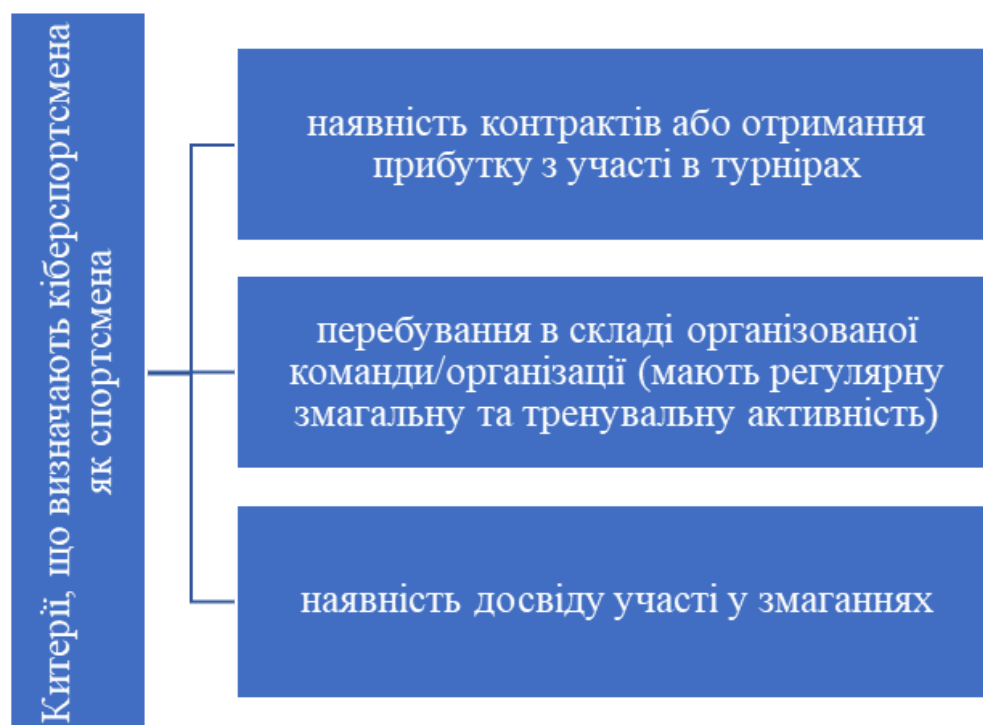 Китерії, що визначають кіберспортсмена
як спортсмена
наявність контрактів або отримання
прибутку з участі в турнірах
перебування в складі організованої
команди/організації (мають регулярну
змагальну та тренувальну активність)
наявність досвіду участі у змаганнях